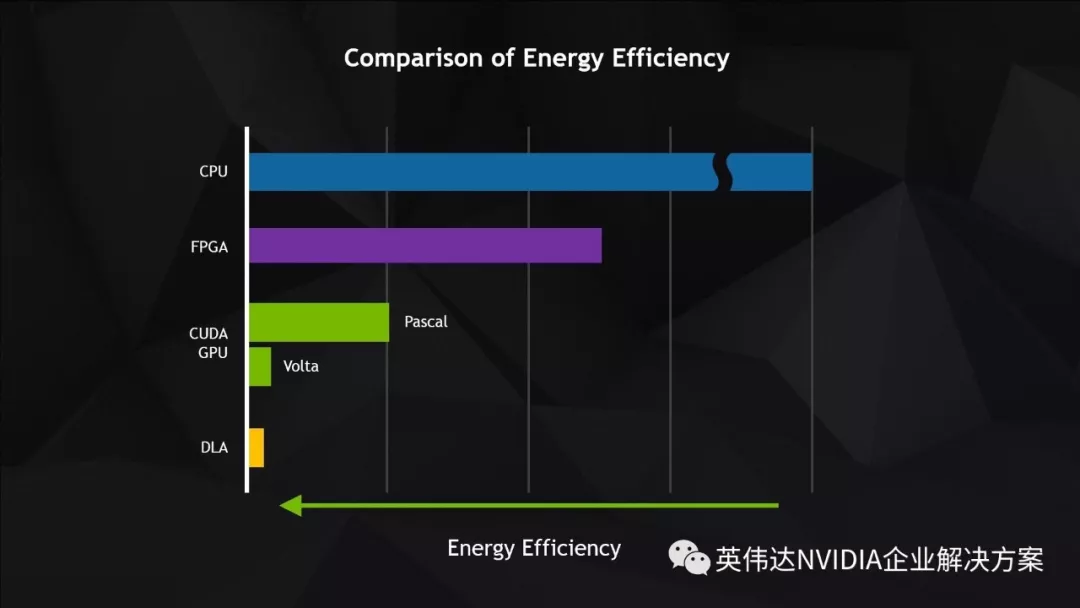 Comparison of Energy Efficiency
CPU
FPGA
CUDA
GPU
Pascal
Volta
DLA
Energy Efficiency
英伟达NVIDIA企业解决方案